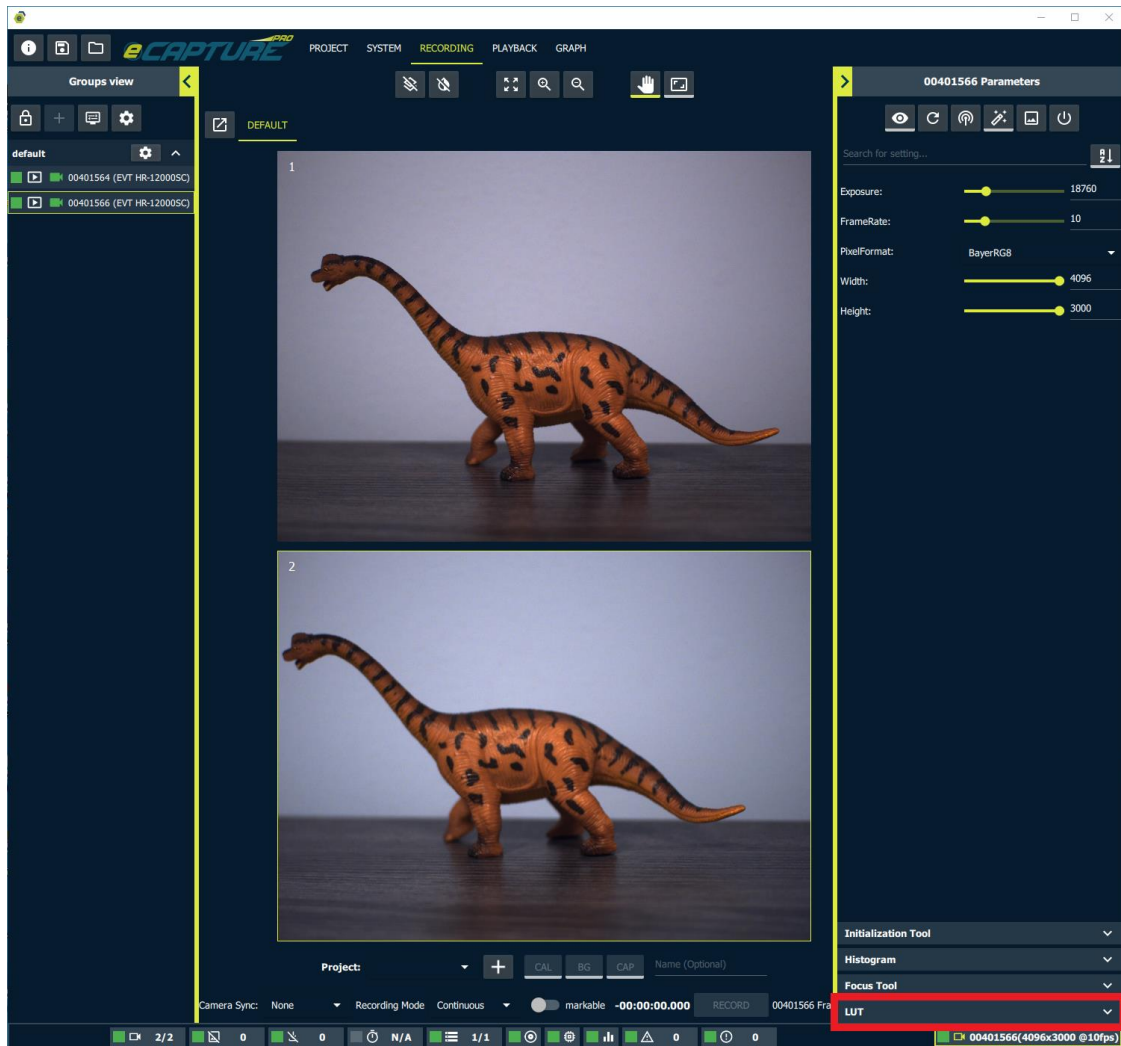 eCAPTURE PRO
PROJECT SYSTEM RECORDING PLAYBACK GRAPH
Groups view
00401566 Parameters
DEFAULT
default
00401564 (EVT HR-12000SC)
00401566 (EVT HR-12000SC)
1
2
Search for setting...
A
Z
Exposure: 18760
FrameRate: 10
PixelFormat: BayerRG8
Width: 4096
Height: 3000
Initialization Tool
Histogram
Focus Tool
LUT
Project: CAL BG CAP Name (Optional)
Camera Sync: None Recording Mode Continuous markable -00:00:00.000 RECORD 00401566 Fra
2/2 0 0 N/A 1/1 0 0 00401566(4096x3000 @10fps)